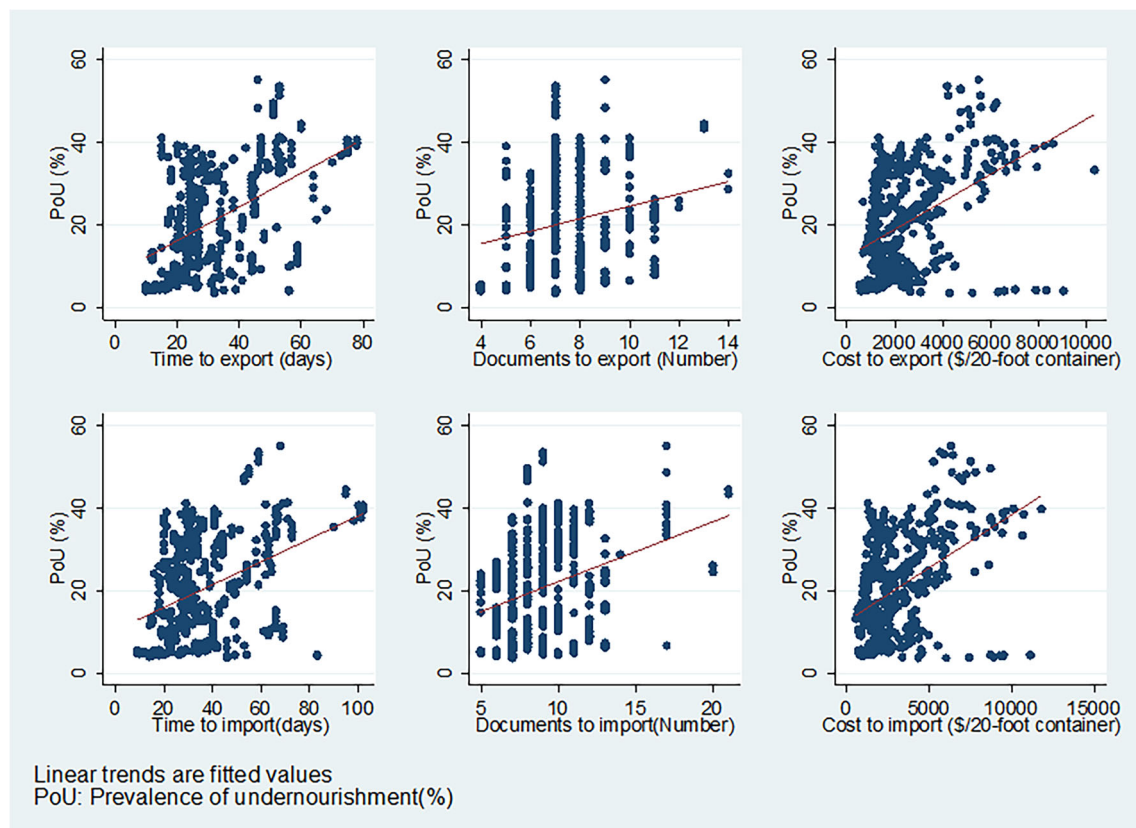 60
40
20
0
PoU (%)
0 20 40 60 80
Time to export (days)
60
40
20
0
PoU (%)
4 6 8 10 12 14
Documents to export (Number)
60
40
20
0
PoU (%)
0 2000 4000 6000 8000 10000
Cost to export ($/20-foot container)
60
40
20
0
PoU (%)
0 20 40 60 80 100
Time to import(days)
60
40
20
0
PoU (%)
5 10 15 20
Documents to import(Number)
60
40
20
0
PoU (%)
0 5000 10000 15000
Cost to import ($/20-foot container)
Linear trends are fitted values
PoU: Prevalence of undernourishment(%)